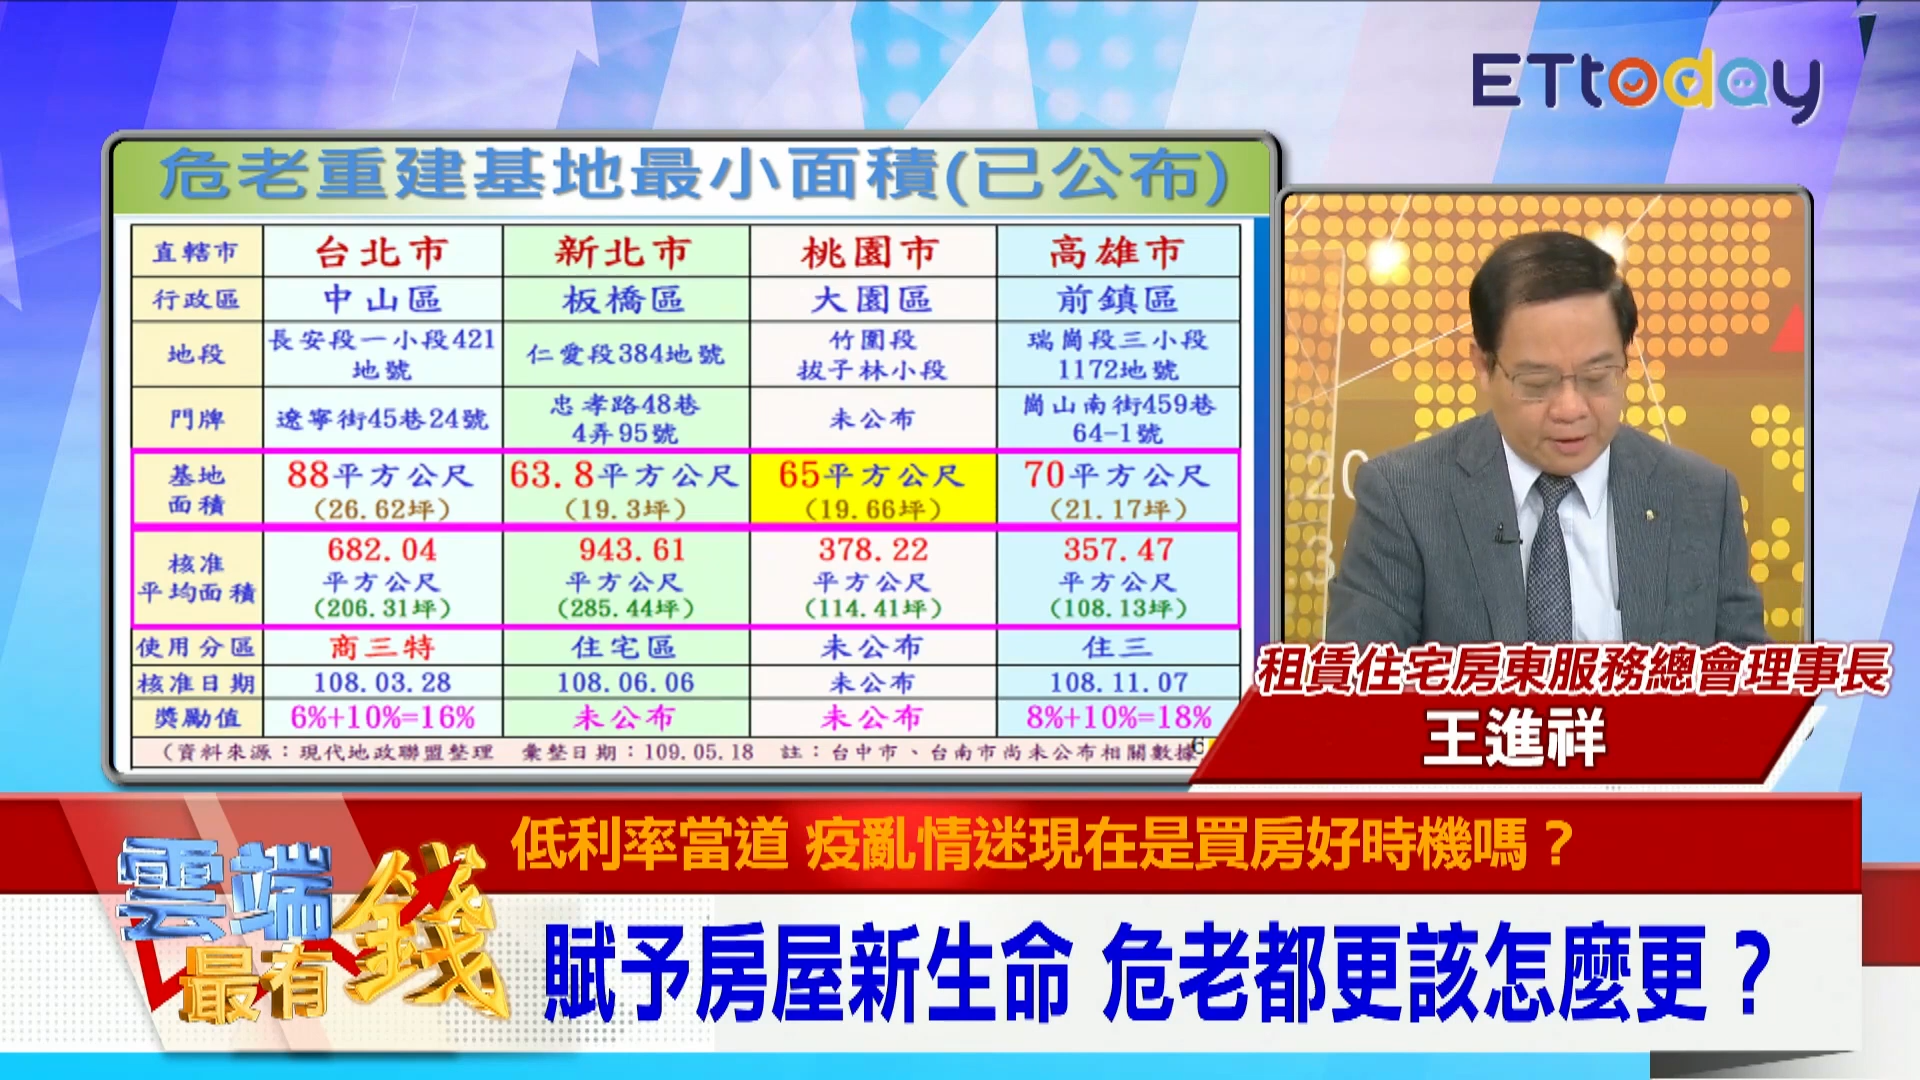 ETtoday
危老重建基地最小面積(已公布)
直轄市 台北市 新北市 桃園市 高雄市
行政區 中山區 板橋區 大園區 前鎮區
地段 長安段一小段421地號 仁愛段384地號 竹圍段拔子林小段 瑞崗段三小段1172地號
門牌 遼寧街45巷24號 忠孝路48巷4弄95號 未公布 崗山南街459巷64-1號
基地面積 88平方公尺(26.62坪) 63.8平方公尺(19.3坪) 65平方公尺(19.66坪) 70平方公尺(21.17坪)
核准平均面積 682.04平方公尺(206.31坪) 943.61平方公尺(285.44坪) 378.22平方公尺(114.41坪) 357.47平方公尺(108.13坪)
使用分區 商三特 住宅區 未公布 住三
核准日期 108.03.28 108.06.06 未公布 108.11.07
獎勵值 6%+10%=16% 未公布 未公布 8%+10%=18%
(資料來源：現代地政聯盟整理 彙整日期：109.05.18 註：台中市、台南市尚未公布相關數據
租賃住宅房東服務總會理事長
王進祥
雲端最有錢
低利率當道 疫亂情迷現在是買房好時機嗎？
賦予房屋新生命 危老都更該怎麼更？